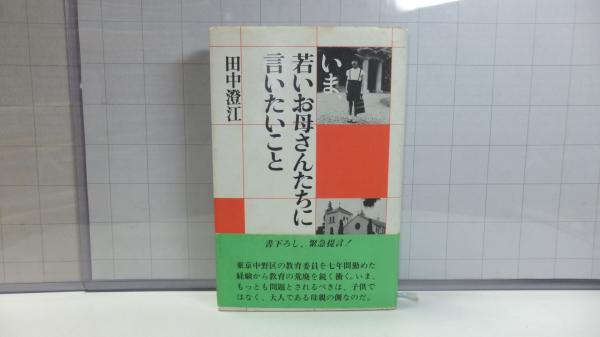 いま
若いお母さんたちに
言いたいこと
田中澄江
書下ろし、緊急提言!
東京中野区の教育委員を七年間勤めた
経験から教育の荒廃を鋭く衝く。いま、
もっとも問題とされるべきは、子供で
はなく、大人である母親の側なのだ。